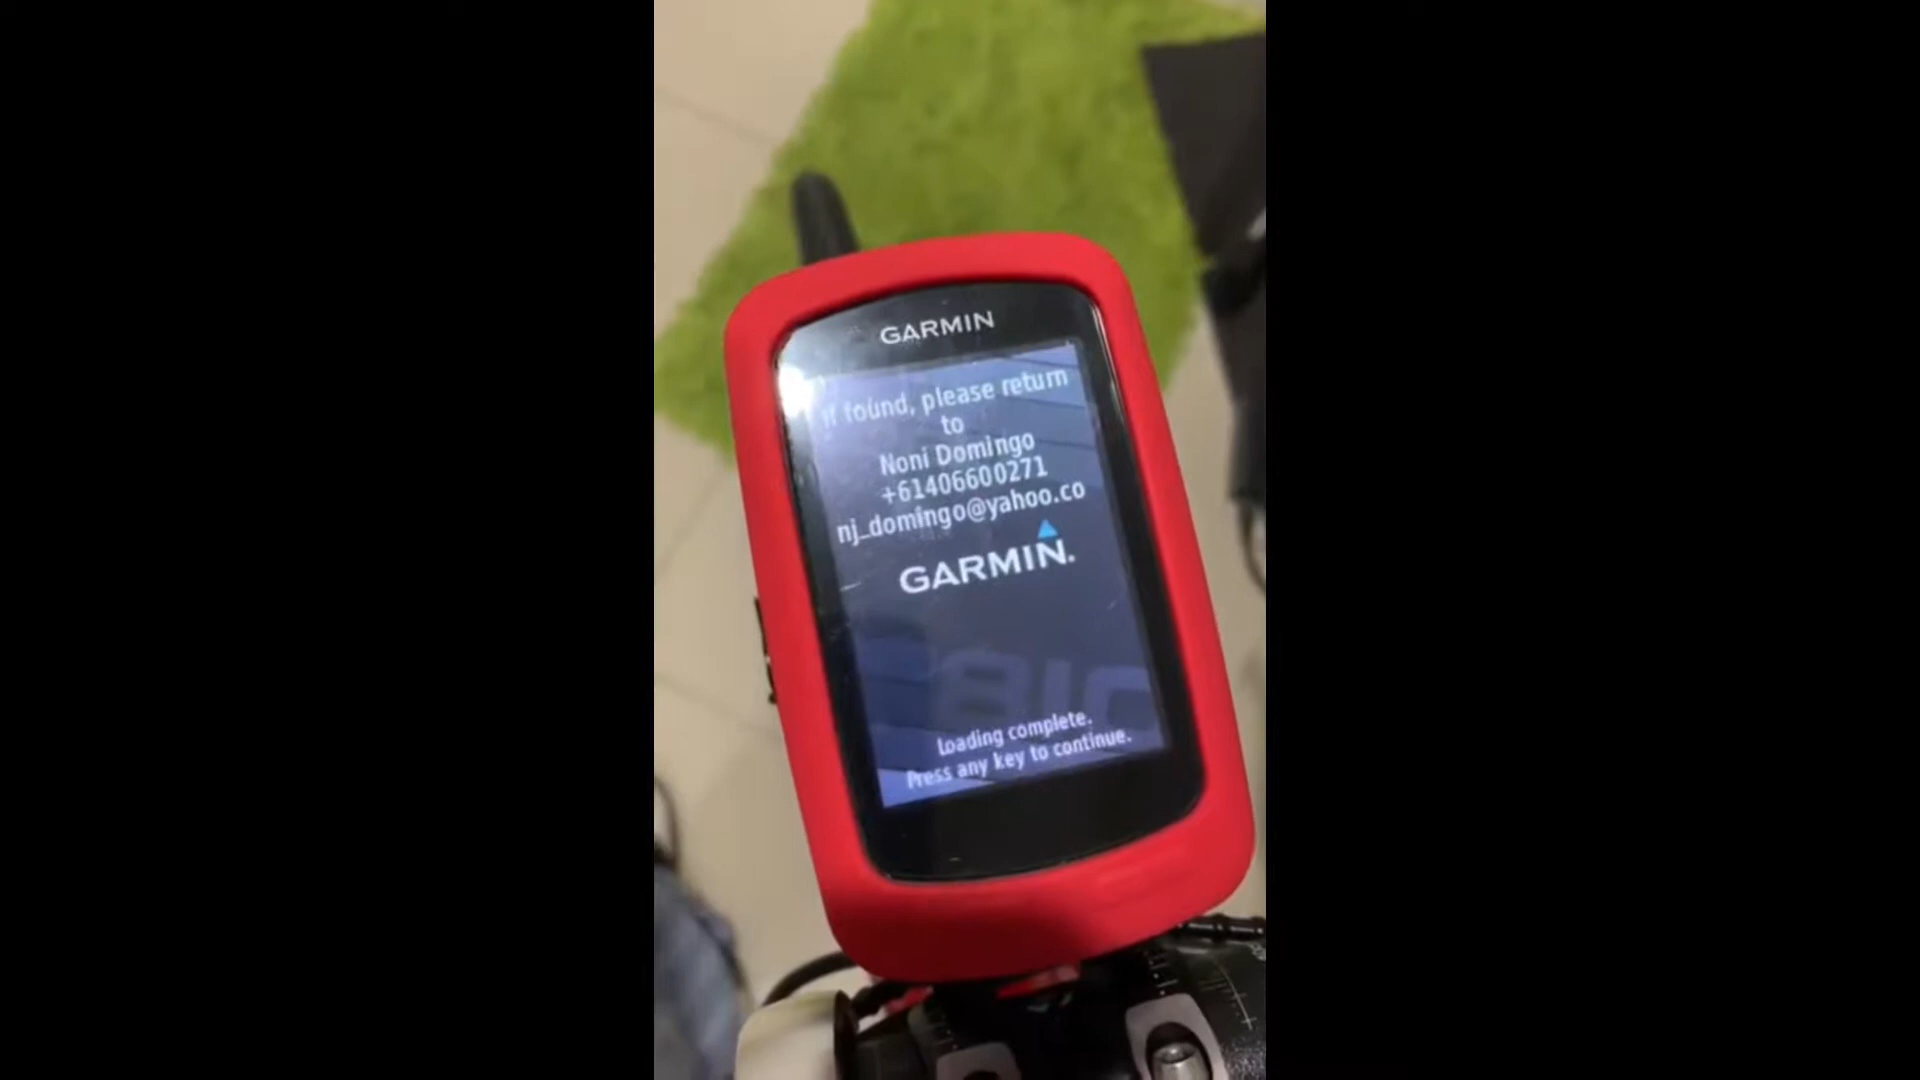 GARMIN
If found, please return
to
Noni Domingo
+61406600271
nj_domingo@yahoo.co
GARMIN.
810
Loading complete.
Press any key to continue.